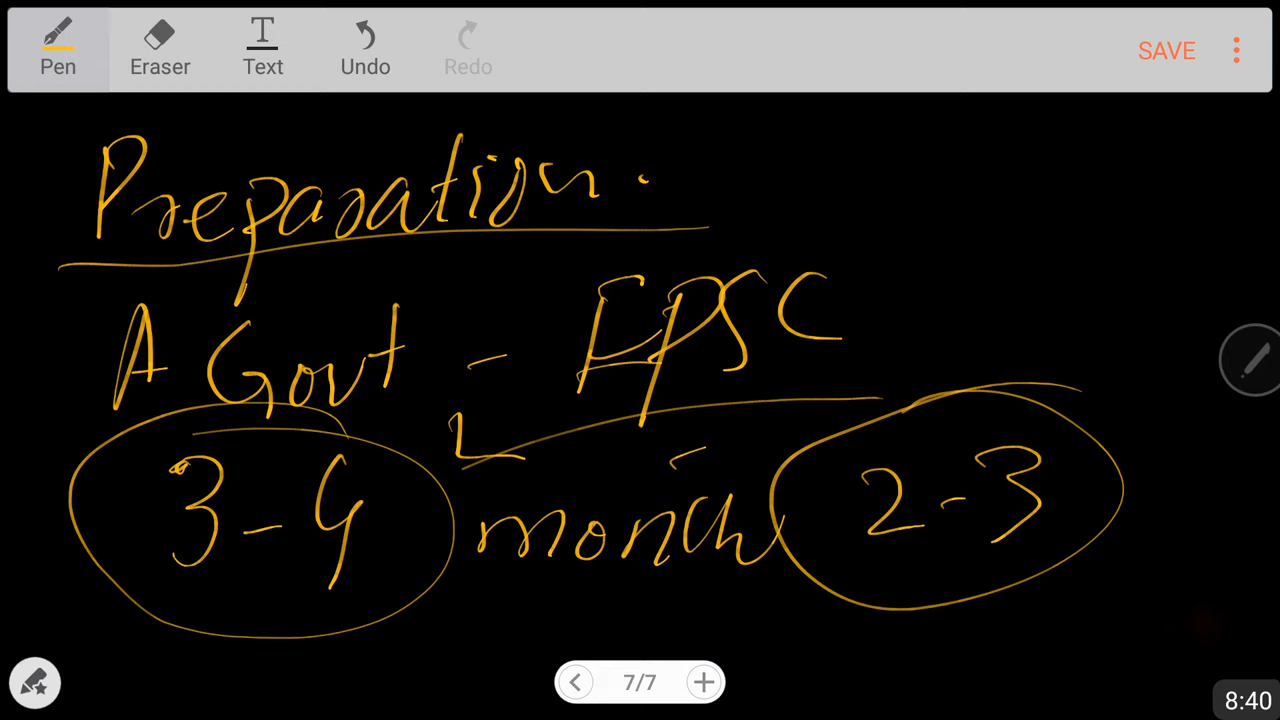 Pen Eraser Text Undo Redo SAVE
Preparation.
A Govt - EPSC
3-4 month 2-3
7/7
8:40